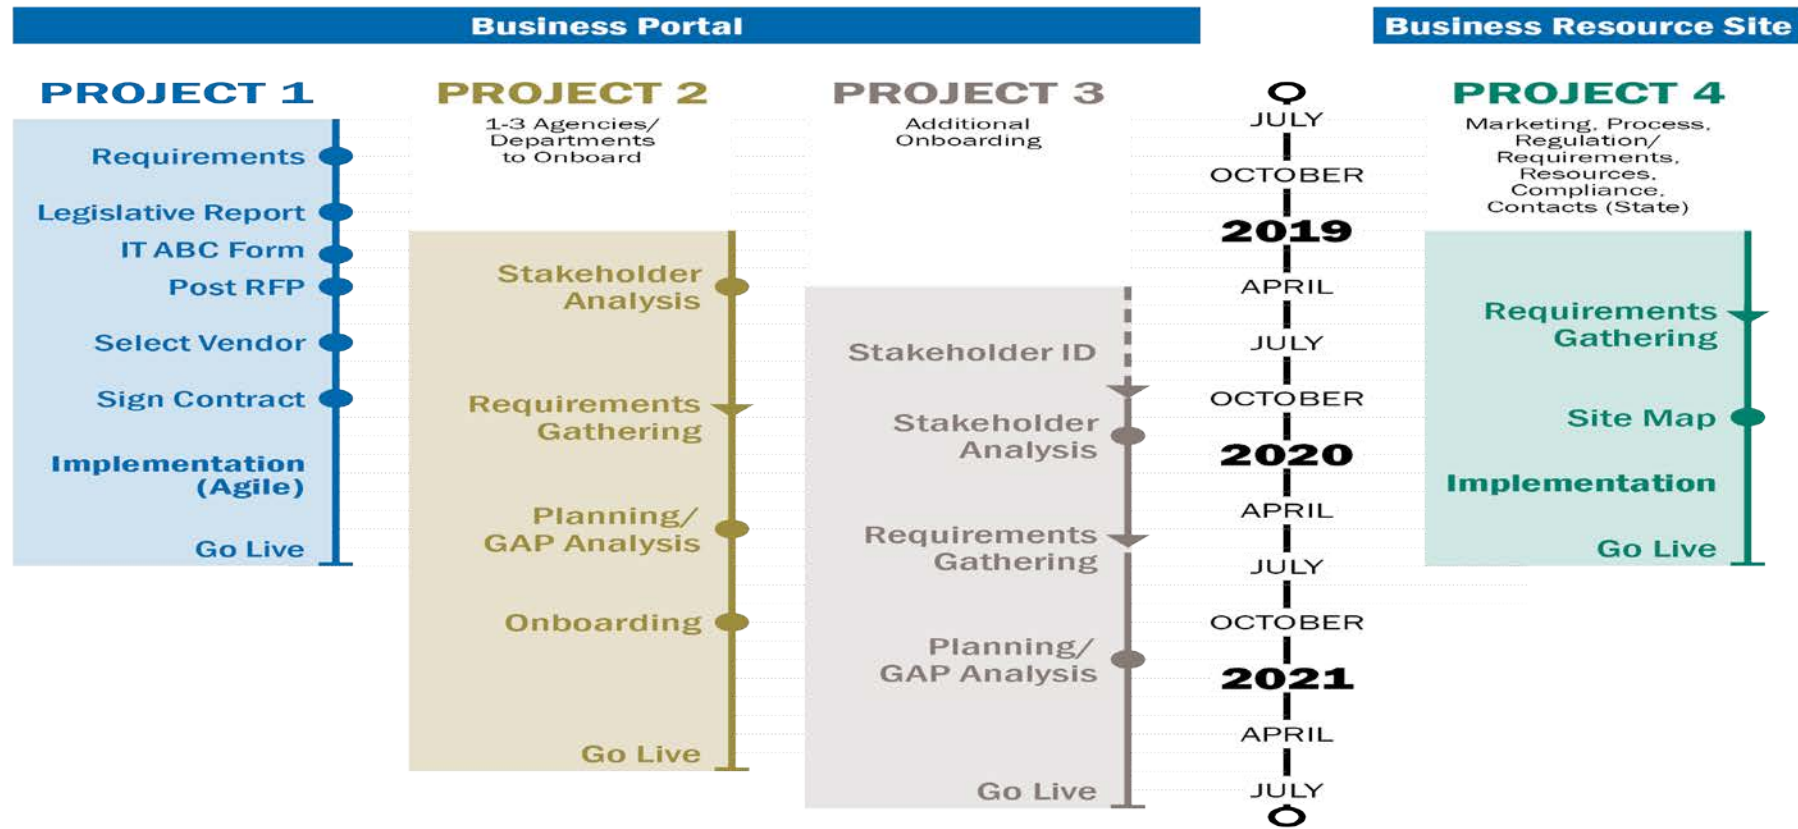 Business Portal
Business Resource Site
PROJECT 1
Requirements
Legislative Report
IT ABC Form
Post RFP
Select Vendor
Sign Contract
Implementation
(Agile)
Go Live
PROJECT 2
1-3 Agencies/
Departments
to Onboard
Stakeholder
Analysis
Requirements
Gathering
Planning/
GAP Analysis
Onboarding
Go Live
PROJECT 3
Additional
Onboarding
Stakeholder ID
Stakeholder
Analysis
Requirements
Gathering
Planning/
GAP Analysis
Go Live
JULY
OCTOBER
2019
APRIL
JULY
OCTOBER
2020
APRIL
JULY
OCTOBER
2021
APRIL
JULY
PROJECT 4
Marketing, Process,
Regulation/
Requirements,
Resources,
Compliance,
Contacts (State)
Requirements
Gathering
Site Map
Implementation
Go Live